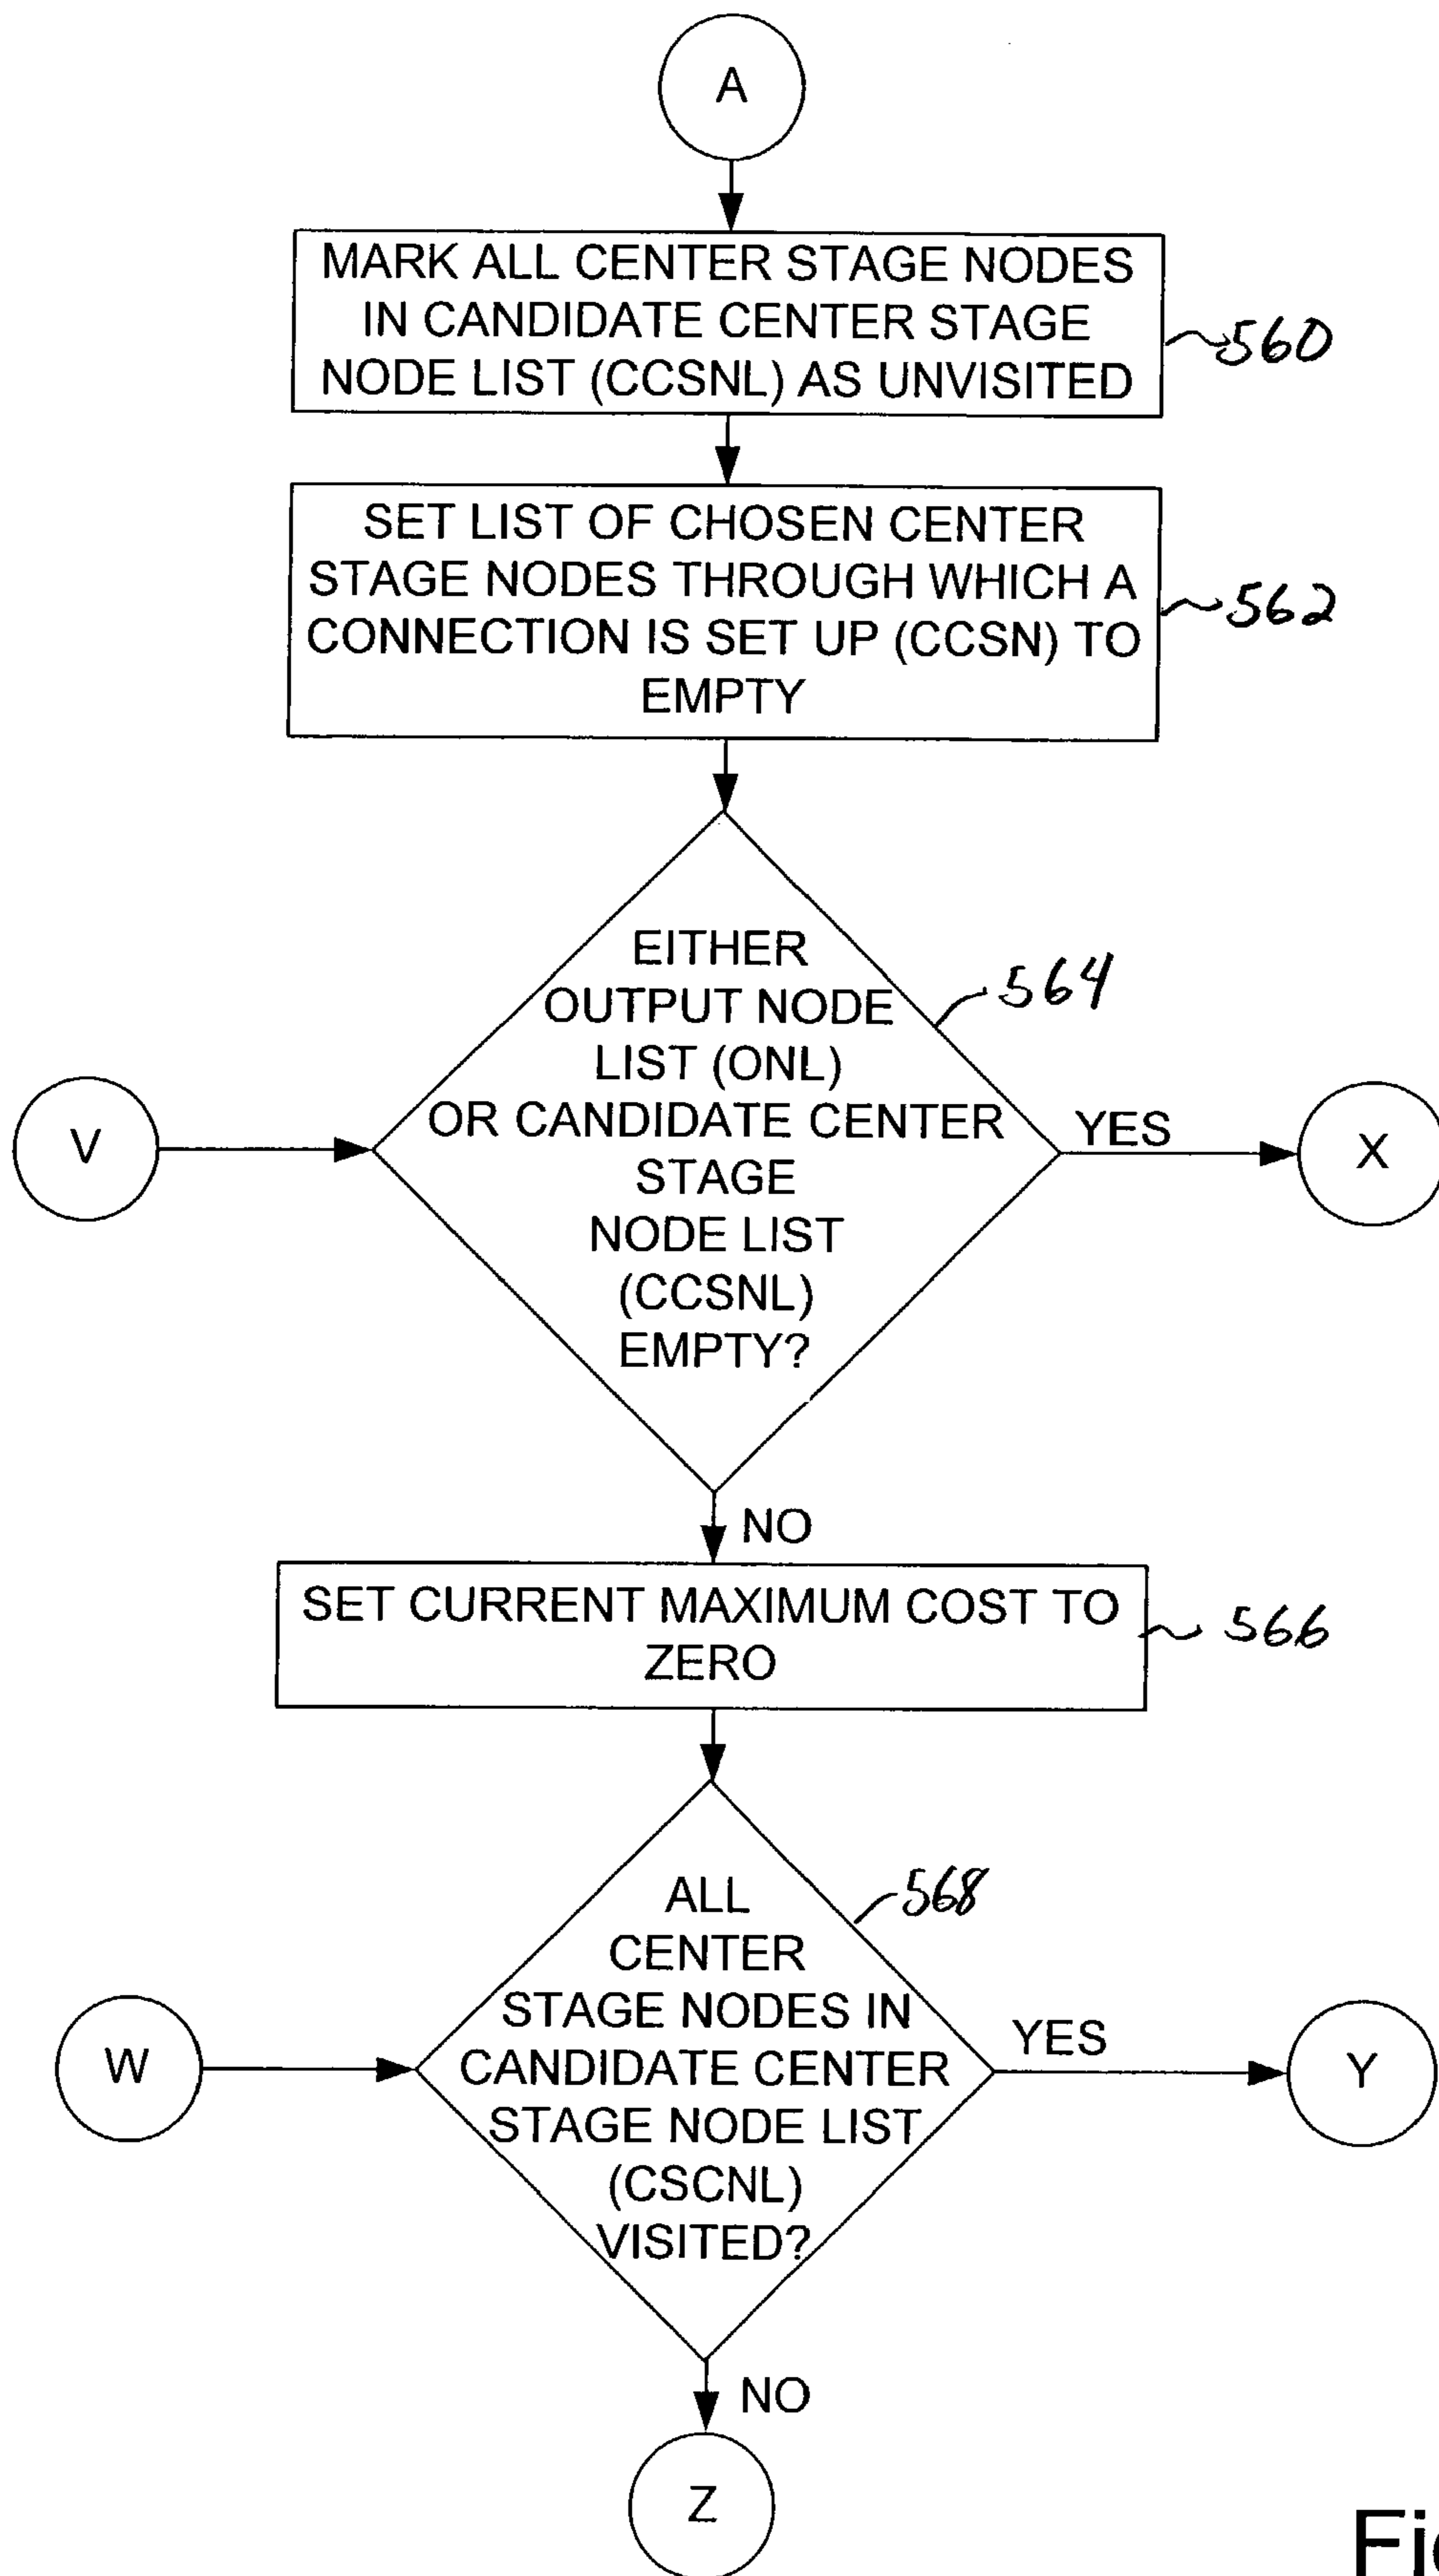 A
MARK ALL CENTER STAGE NODES
IN CANDIDATE CENTER STAGE
NODE LIST (CCSNL) AS UNVISITED
560
SET LIST OF CHOSEN CENTER
STAGE NODES THROUGH WHICH A
CONNECTION IS SET UP (CCSN) TO
EMPTY
562
EITHER
OUTPUT NODE
LIST (ONL)
OR CANDIDATE CENTER
STAGE
NODE LIST
(CCSNL)
EMPTY?
564
V
YES
X
NO
SET CURRENT MAXIMUM COST TO
ZERO
566
ALL
CENTER
STAGE NODES IN
CANDIDATE CENTER
STAGE NODE LIST
(CSCNL)
VISITED?
568
W
YES
Y
NO
Z